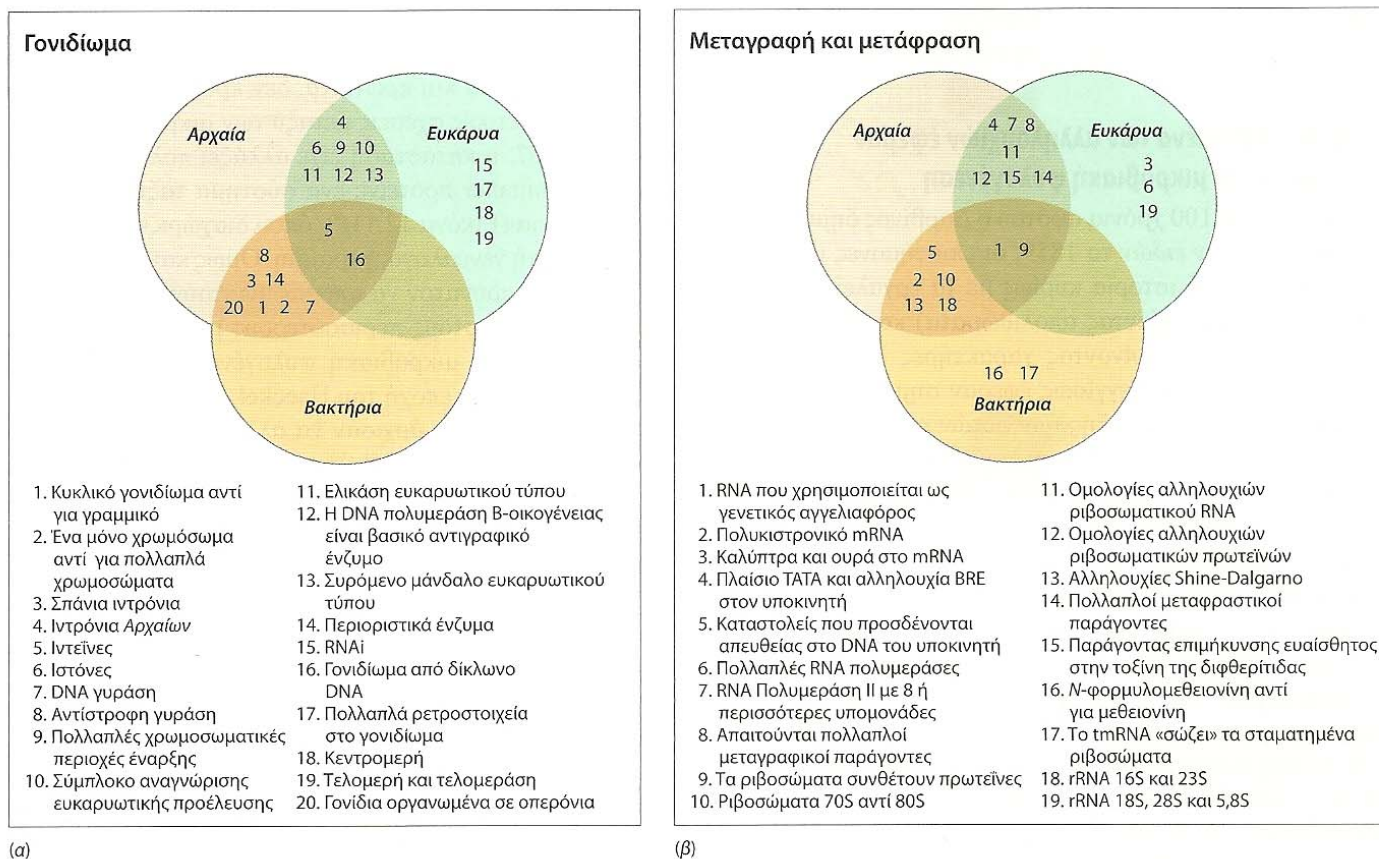 Γονιδίωμα
Αρχαία
Ευκάρυα
4
6 9 10
11 12 13
15
17
18
19
5
16
8
3 14
20 1 2 7
Βακτήρια
1. Κυκλικό γονιδίωμα αντί
για γραμμικό
2. Ένα μόνο χρωμόσωμα
αντί για πολλαπλά
χρωμοσώματα
3. Σπάνια ιντρόνια
4. Ιντρόνια Αρχαίων
5. Ιντεΐνες
6. Ιστόνες
7. DNA γυράση
8. Αντίστροφη γυράση
9. Πολλαπλές χρωμοσωματικές
περιοχές έναρξης
10. Σύμπλοκο αναγνώρισης
ευκαρυωτικής προέλευσης
11. Ελικάση ευκαρυωτικού τύπου
12. Η DNA πολυμεράση Β-οικογένειας
είναι βασικό αντιγραφικό
ένζυμο
13. Συρόμενο μάνδαλο ευκαρυωτικού
τύπου
14. Περιοριστικά ένζυμα
15. RNAi
16. Γονιδίωμα από δίκλωνο
DNA
17. Πολλαπλά ρετροστοιχεία
στο γονιδίωμα
18. Κεντρομερή
19. Τελομερή και τελομεράση
20. Γονίδια οργανωμένα σε οπερόνια
(α)
Μεταγραφή και μετάφραση
Αρχαία
Ευκάρυα
4 7 8
11
12 15 14
3
6
19
1 9
5
2 10
13 18
16 17
Βακτήρια
1. RNA που χρησιμοποιείται ως
γενετικός αγγελιαφόρος
2. Πολυκιστρονικό mRNA
3. Καλύπτρα και ουρά στο mRNA
4. Πλαίσιο TATA και αλληλουχία BRE
στον υποκινητή
5. Καταστολείς που προσδένονται
απευθείας στο DNA του υποκινητή
6. Πολλαπλές RNA πολυμεράσες
7. RNA Πολυμεράση II με 8 ή
περισσότερες υπομονάδες
8. Απαιτούνται πολλαπλοί
μεταγραφικοί παράγοντες
9. Τα ριβοσώματα συνθέτουν πρωτεΐνες
10. Ριβοσώματα 70S αντί 80S
11. Ομολογίες αλληλουχιών
ριβοσωματικού RNA
12. Ομολογίες αλληλουχιών
ριβοσωματικών πρωτεϊνών
13. Αλληλουχίες Shine-Dalgarno
14. Πολλαπλοί μεταφραστικοί
παράγοντες
15. Παράγοντας επιμήκυνσης ευαίσθητος
στην τοξίνη της διφθερίτιδας
16. N-φορμυλομεθειονίνη αντί
για μεθειονίνη
17. Το tmRNA «σώζει» τα σταματημένα
ριβοσώματα
18. rRNA 16S και 23S
19. rRNA 18S, 28S και 5,8S
(β)